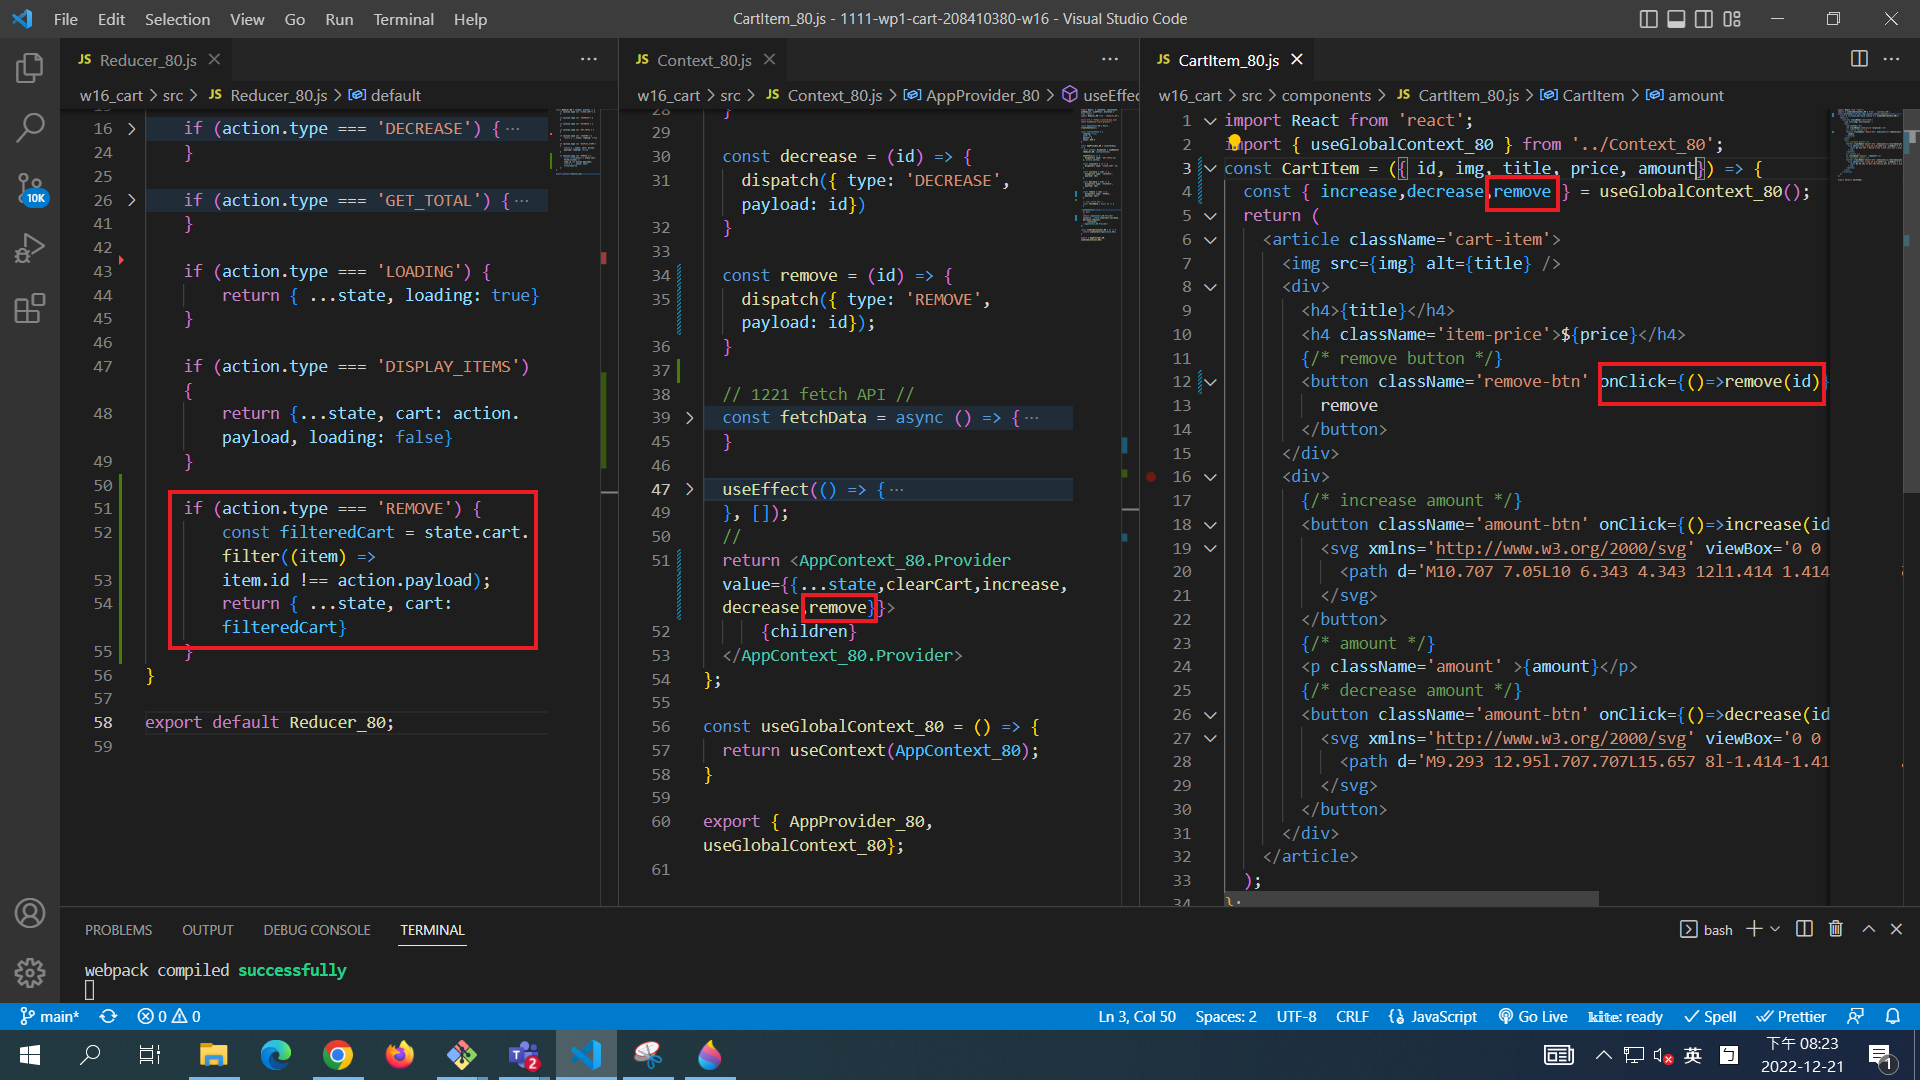 File Edit Selection View Go Run Terminal Help
CartItem_80.js - 1111-wp1-cart-208410380-w16 - Visual Studio Code
JS Reducer_80.js
w16_cart > src > JS Reducer_80.js > default
16 if (action.type === 'DECREASE') {
24 }
25
26 if (action.type === 'GET_TOTAL') {
41 }
42
43 if (action.type === 'LOADING') {
44 return { ...state, loading: true}
45 }
46
47 if (action.type === 'DISPLAY_ITEMS')
{
48 return {...state, cart: action.
payload, loading: false}
49 }
50
51 if (action.type === 'REMOVE') {
52 const filteredCart = state.cart.
filter((item) =>
53 item.id !== action.payload);
54 return { ...state, cart:
filteredCart}
55 }
56 }
57
58 export default Reducer_80;
59
JS Context_80.js
w16_cart > src > JS Context_80.js > AppProvider_80 > useEffec
28 }
29
30 const decrease = (id) => {
31 dispatch({ type: 'DECREASE',
payload: id})
32 }
33
34 const remove = (id) => {
35 dispatch({ type: 'REMOVE',
payload: id});
36 }
37
38 // 1221 fetch API //
39 const fetchData = async () => {
45 }
46
47 useEffect(() => {
49 }, []);
50 //
51 return <AppContext_80.Provider
value={{...state,clearCart,increase,
decrease,remove}}>
52 {children}
53 </AppContext_80.Provider>
54 };
55
56 const useGlobalContext_80 = () => {
57 return useContext(AppContext_80);
58 }
59
60 export { AppProvider_80,
useGlobalContext_80};
61
JS CartItem_80.js
w16_cart > src > components > JS CartItem_80.js > CartItem > amount
1 import React from 'react';
2 import { useGlobalContext_80 } from '../Context_80';
3 const CartItem = ({ id, img, title, price, amount}) => {
4 const { increase,decrease,remove } = useGlobalContext_80();
5 return (
6 <article className='cart-item'>
7 <img src={img} alt={title} />
8 <div>
9 <h4>{title}</h4>
10 <h4 className='item-price'>${price}</h4>
11 {/* remove button */}
12 <button className='remove-btn' onClick={()=>remove(id)}
13 remove
14 </button>
15 </div>
16 <div>
17 {/* increase amount */}
18 <button className='amount-btn' onClick={()=>increase(id
19 <svg xmlns='http://www.w3.org/2000/svg' viewBox='0 0
20 <path d='M10.707 7.05L10 6.343 4.343 12l1.414 1.414
21 </svg>
22 </button>
23 {/* amount */}
24 <p className='amount' >{amount}</p>
25 {/* decrease amount */}
26 <button className='amount-btn' onClick={()=>decrease(id
27 <svg xmlns='http://www.w3.org/2000/svg' viewBox='0 0
28 <path d='M9.293 12.95l.707.707L15.657 8l-1.414-1.41
29 </svg>
30 </button>
31 </div>
32 </article>
33 );
34 };
10K
PROBLEMS OUTPUT DEBUG CONSOLE TERMINAL
bash
webpack compiled successfully
main* 0 0
Ln 3, Col 50 Spaces: 2 UTF-8 CRLF JavaScript Go Live kite: ready Spell Prettier
2
英
下午 08:23
2022-12-21
1